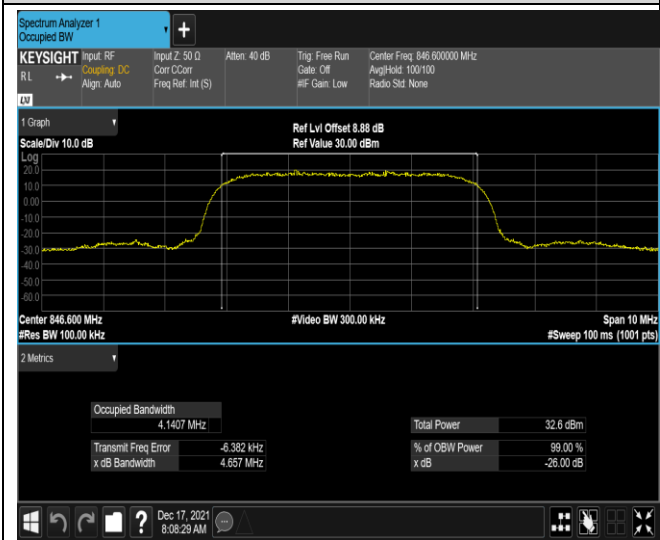 Spectrum Analyzer 1
Occupied BW
+
KEYSIGHT
R L
LXI
Input: RF
Coupling: DC
Align: Auto
Input Z: 50 Ω
Corr CCorr
Freq Ref: Int (S)
Atten: 40 dB
Trig: Free Run
Gate: Off
#IF Gain: Low
Center Freq: 846.600000 MHz
Avg|Hold: 100/100
Radio Std: None
1 Graph
Ref Lvl Offset 8.88 dB
Scale/Div 10.0 dB
Ref Value 30.00 dBm
Log
20.0
10.0
0.00
-10.0
-20.0
-30.0
-40.0
-50.0
-60.0
Center 846.600 MHz
#Video BW 300.00 kHz
Span 10 MHz
#Res BW 100.00 kHz
#Sweep 100 ms (1001 pts)
2 Metrics
Occupied Bandwidth
4.1407 MHz
Total Power 32.6 dBm
Transmit Freq Error -6.382 kHz
% of OBW Power 99.00 %
x dB Bandwidth 4.657 MHz
x dB -26.00 dB
?
Dec 17, 2021
8:08:29 AM